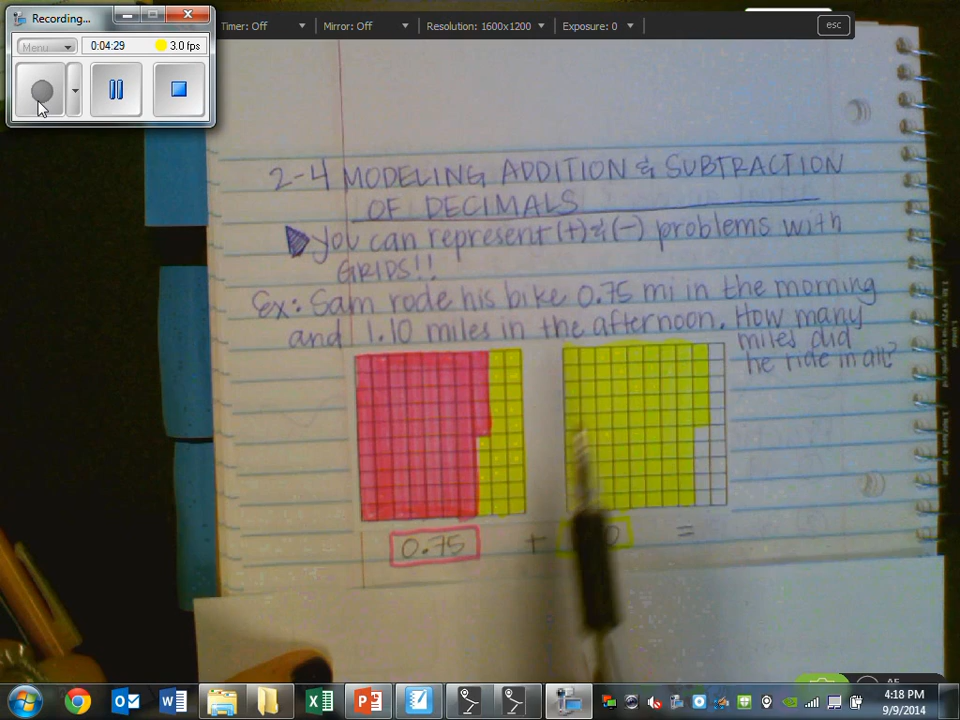 Recording...
Menu
0:04:29
3.0 fps
Timer: Off
Mirror: Off
Resolution: 1600x1200
Exposure: 0
esc
2-4 MODELING ADDITION & SUBTRACTION
OF DECIMALS
You can represent (+) & (-) problems with
GRIDS!!
Ex: Sam rode his bike 0.75 mi in the morning
and 1.10 miles in the afternoon. How many
miles did
he ride in all?
0.75 + 0 =
AF
4:18 PM
9/9/2014